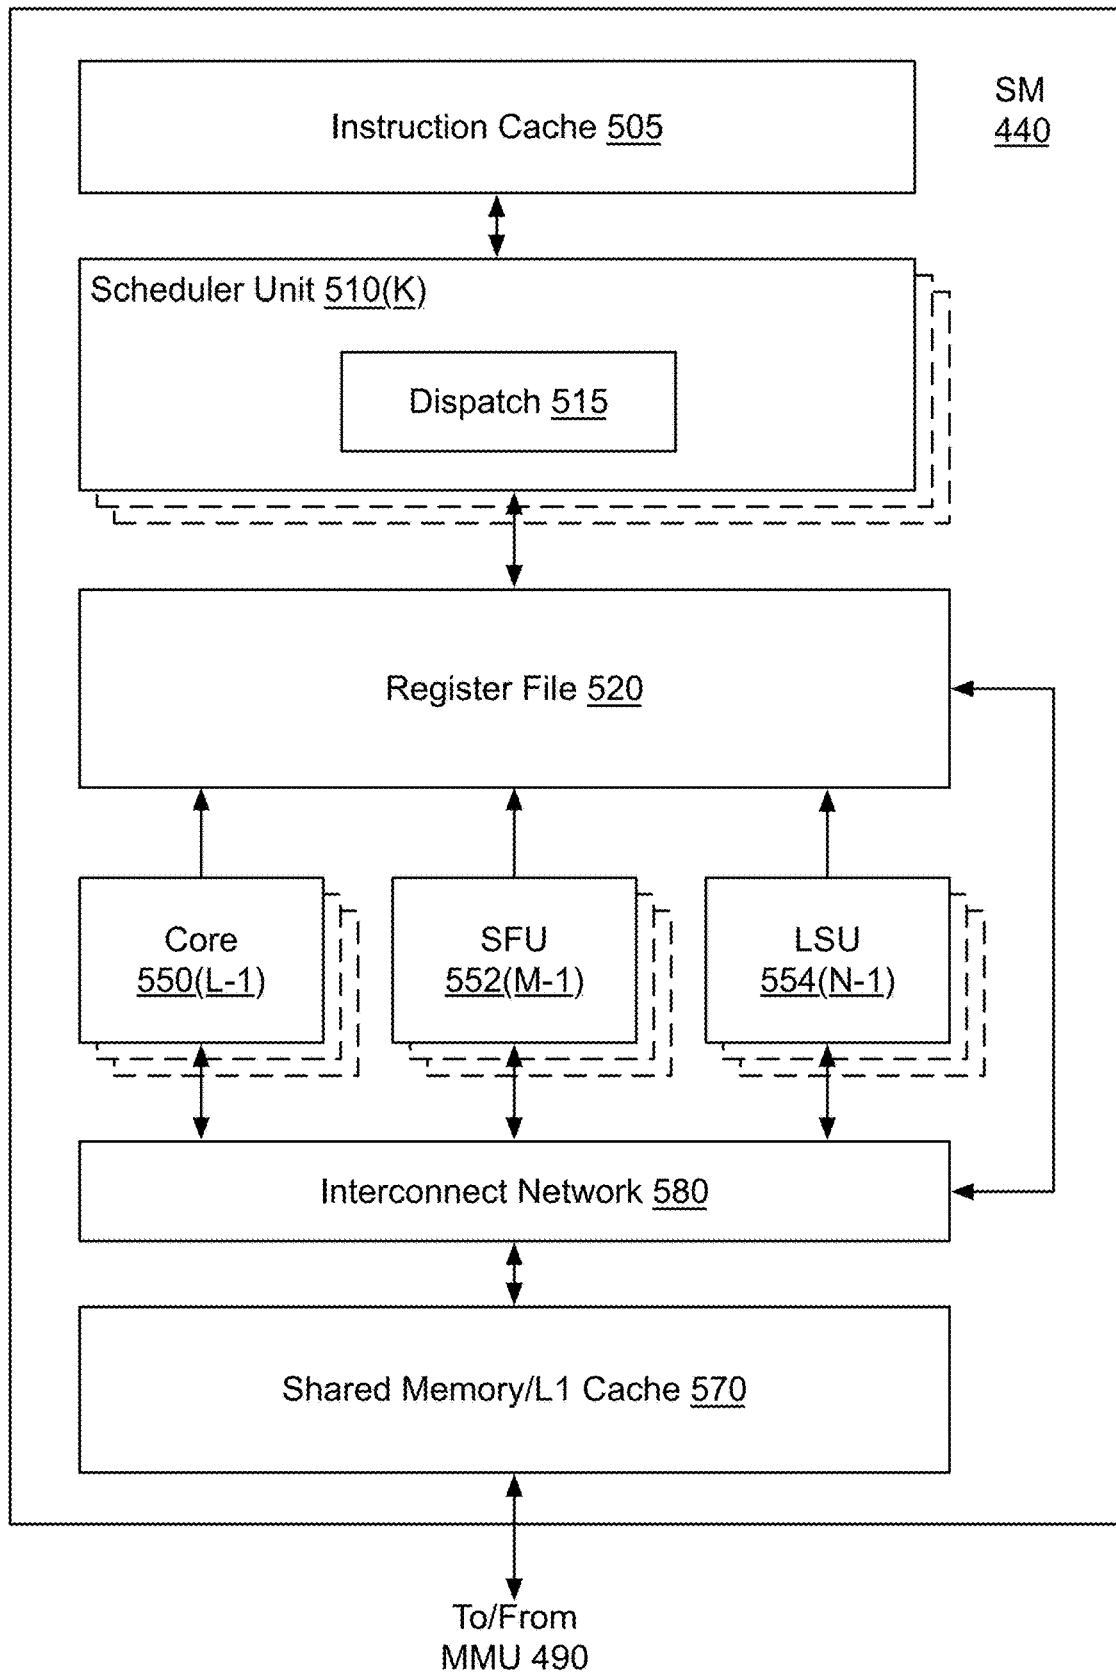 Instruction Cache 505
SM
440
Scheduler Unit 510(K)
Dispatch 515
Register File 520
Core
550(L-1)
SFU
552(M-1)
LSU
554(N-1)
Interconnect Network 580
Shared Memory/L1 Cache 570
To/From
MMU 490